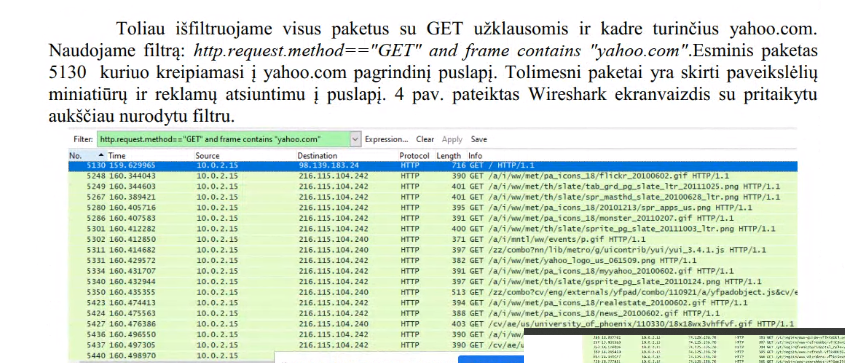 Toliau išfiltruojame visus paketus su GET užklausomis ir kadre turinčius yahoo.com.
Naudojame filtrą: http.request.method=="GET" and frame contains "yahoo.com".Esminis paketas
5130 kuriuo kreipiamasi į yahoo.com pagrindinį puslapį. Tolimesni paketai yra skirti paveikslėlių
miniatiūrų ir reklamų atsiuntimui į puslapį. 4 pav. pateiktas Wireshark ekranvaizdis su pritaikytu
aukščiau nurodytu filtru.
Filter: http.request.method=="GET" and frame contains "yahoo.com" Expression... Clear Apply Save
No. Time Source Destination Protocol Length Info
5130 159.629965 10.0.2.15 98.139.183.24 HTTP 716 GET / HTTP/1.1
5248 160.344043 10.0.2.15 216.115.104.242 HTTP 390 GET /a/i/ww/met/pa_icons_18/flickr_20100602.gif HTTP/1.1
5249 160.344603 10.0.2.15 216.115.104.242 HTTP 401 GET /a/i/ww/met/th/slate/tab_grd_pg_slate_ltr_20111025.png HTTP/1.1
5267 160.389421 10.0.2.15 216.115.104.242 HTTP 401 GET /a/i/ww/met/th/slate/spr_masthd_slate_20100628_ltr.png HTTP/1.1
5280 160.405716 10.0.2.15 216.115.104.242 HTTP 395 GET /a/i/ww/met/pa_icons_18/20101213/spr_apps_us.png HTTP/1.1
5286 160.407583 10.0.2.15 216.115.104.242 HTTP 391 GET /a/i/ww/met/pa_icons_18/monster_20110207.gif HTTP/1.1
5301 160.412282 10.0.2.15 216.115.104.242 HTTP 400 GET /a/i/ww/met/th/slate/sprite_pg_slate_20111003_ltr.png HTTP/1.1
5302 160.412850 10.0.2.15 216.115.104.240 HTTP 371 GET /a/i/mntl/ww/events/p.gif HTTP/1.1
5311 160.414682 10.0.2.15 216.115.104.240 HTTP 397 GET /zz/combo?nn/lib/metro/g/uicontrib/yui/yui_3.4.1.js HTTP/1.1
5331 160.429572 10.0.2.15 216.115.104.242 HTTP 382 GET /a/i/ww/met/yahoo_logo_us_061509.png HTTP/1.1
5334 160.431707 10.0.2.15 216.115.104.242 HTTP 390 GET /a/i/ww/met/pa_icons_18/myyahoo_20100602.gif HTTP/1.1
5340 160.432944 10.0.2.15 216.115.104.242 HTTP 397 GET /a/i/ww/met/th/slate/gsprite_pg_slate_20110124.png HTTP/1.1
5350 160.435355 10.0.2.15 216.115.104.240 HTTP 513 GET /zz/combo?cv/eng/externals/yfpad/combo/110921/a/yfpadobject.js&cv/e
5423 160.474413 10.0.2.15 216.115.104.242 HTTP 394 GET /a/i/ww/met/pa_icons_18/realestate_20100602.gif HTTP/1.1
5424 160.475563 10.0.2.15 216.115.104.242 HTTP 388 GET /a/i/ww/met/pa_icons_18/news_20100602.gif HTTP/1.1
5427 160.476386 10.0.2.15 216.115.104.240 HTTP 403 GET /cv/ae/us/university_of_phoenix/110330/18x18wx3vhffvf.gif HTTP/1.1
5436 160.496550 10.0.2.15 216.115.104.242 HTTP 390 GET /a/i/ww/
5437 160.497305 10.0.2.15 216.115.104.242 HTTP 390 GET /cv/ae/u
5440 160.498970 10.0.2.15